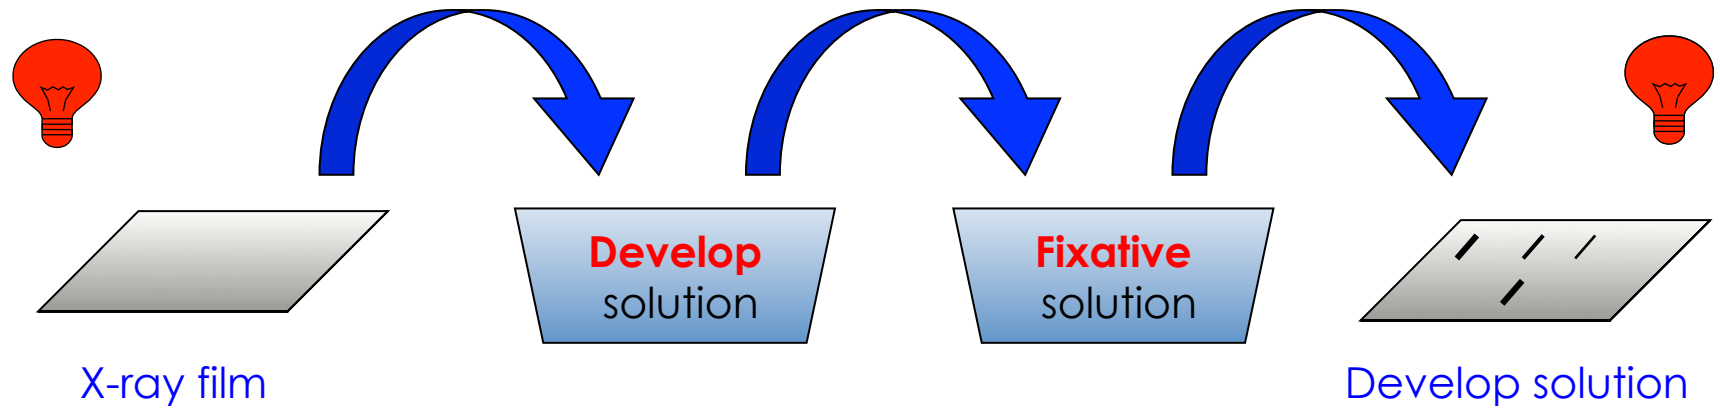 Develop
solution
Fixative
solution
X-ray film
Develop solution